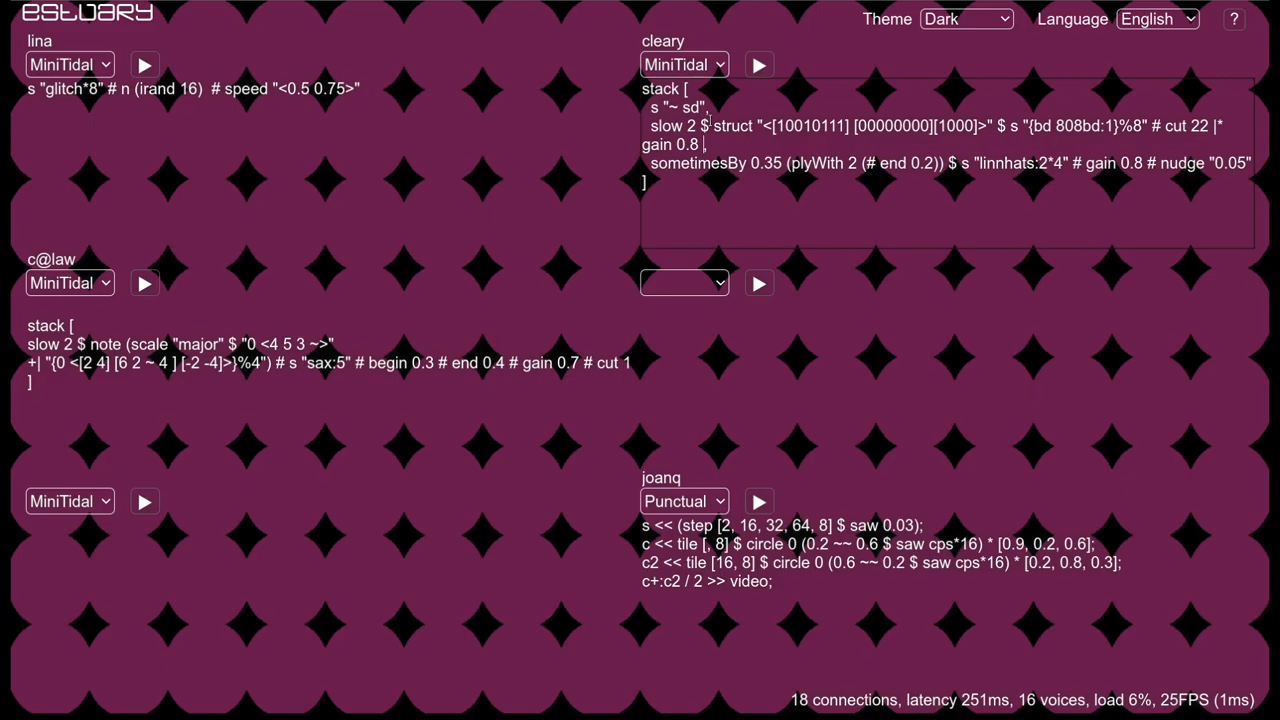 estuary
Theme Dark Language English ?
lina
MiniTidal
s "glitch*8" # n (irand 16)  # speed "<0.5 0.75>"
cleary
MiniTidal
stack [
s "~ sd",
slow 2 $ struct "<[10010111] [00000000][1000]>" $ s "{bd 808bd:1}%8" # cut 22 |*
gain 0.8 ,
sometimesBy 0.35 (plyWith 2 (# end 0.2)) $ s "linnhats:2*4" # gain 0.8 # nudge "0.05"
]
c@law
MiniTidal
stack [
slow 2 $ note (scale "major" $ "0 <4 5 3 ~>"
+| "{0 <[2 4] [6 2 ~ 4 ] [-2 -4]>}%4") # s "sax:5" # begin 0.3 # end 0.4 # gain 0.7 # cut 1
]
MiniTidal
joanq
Punctual
s << (step [2, 16, 32, 64, 8] $ saw 0.03);
c << tile [, 8] $ circle 0 (0.2 ~~ 0.6 $ saw cps*16) * [0.9, 0.2, 0.6];
c2 << tile [16, 8] $ circle 0 (0.6 ~~ 0.2 $ saw cps*16) * [0.2, 0.8, 0.3];
c+:c2 / 2 >> video;
18 connections, latency 251ms, 16 voices, load 6%, 25FPS (1ms)